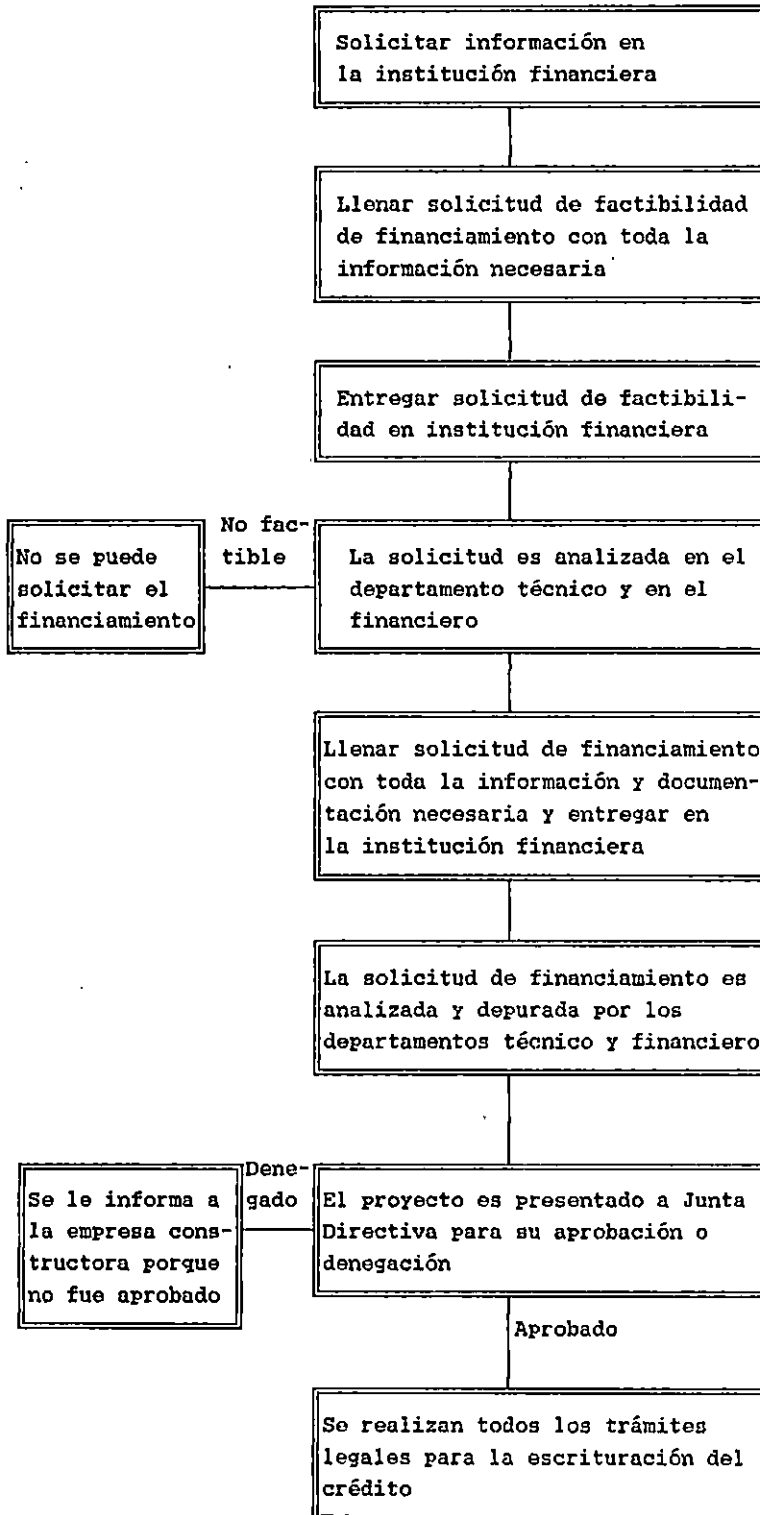 Solicitar información en
la institución financiera
Llenar solicitud de factibilidad
de financiamiento con toda la
información necesaria
Entregar solicitud de factibili-
dad en institución financiera
No se puede
solicitar el
financiamiento
No fac-
tible
La solicitud es analizada en el
departamento técnico y en el
financiero
Llenar solicitud de financiamiento
con toda la información y documen-
tación necesaria y entregar en
la institución financiera
La solicitud de financiamiento es
analizada y depurada por los
departamentos técnico y financiero
Se le informa a
la empresa cons-
tructora porque
no fue aprobado
Dene-
gado
El proyecto es presentado a Junta
Directiva para su aprobación o
denegación
Aprobado
Se realizan todos los trámites
legales para la escrituración del
crédito